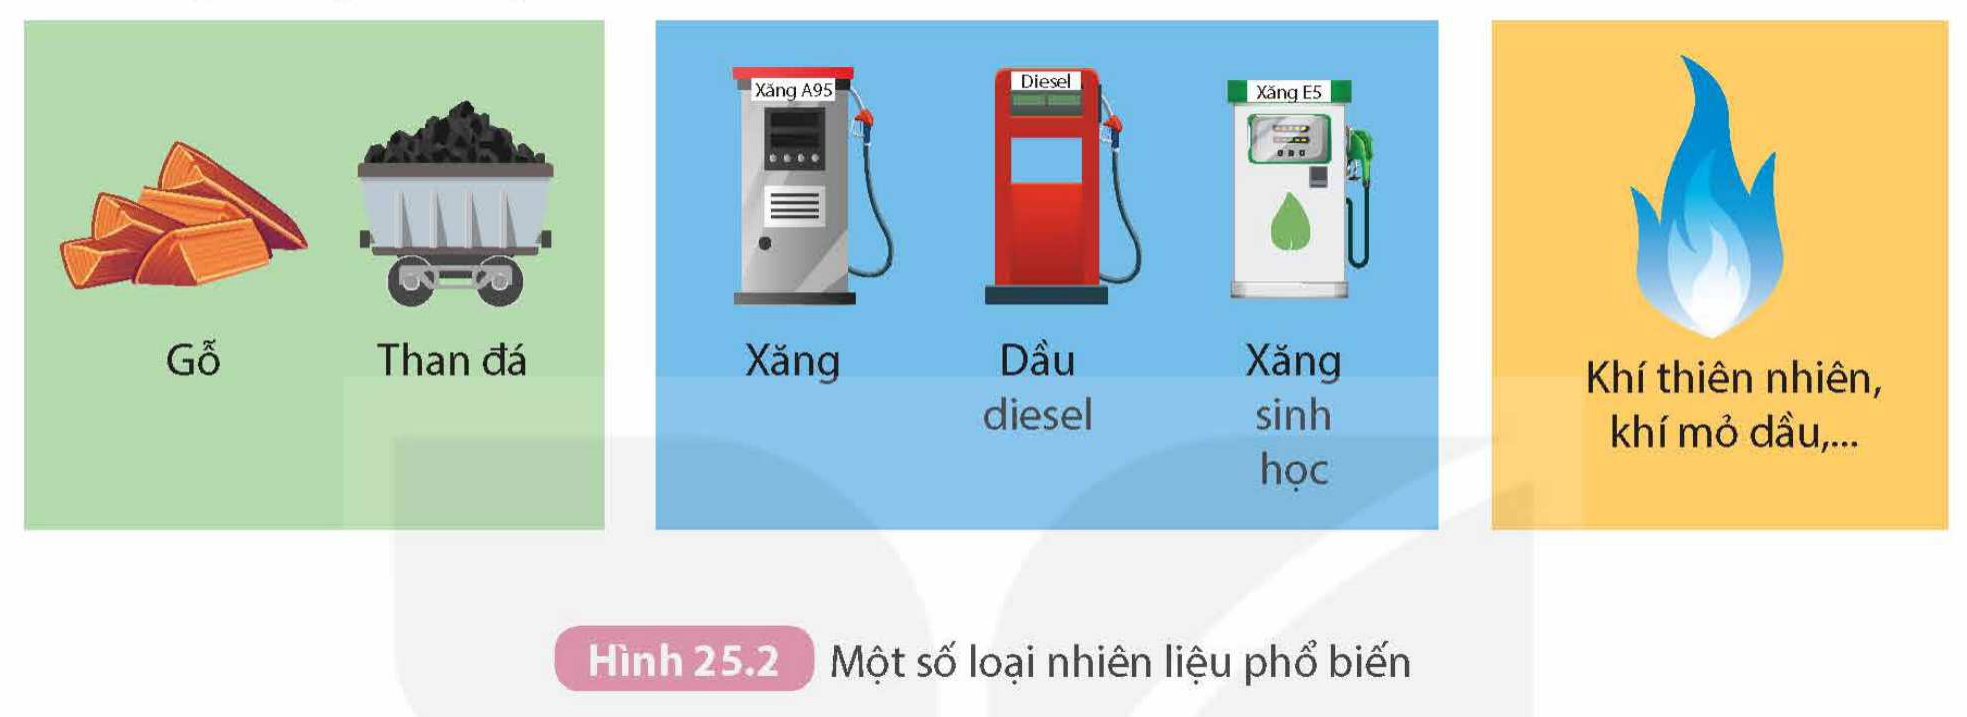 Xăng A95
Diesel
Xăng E5
Gỗ
Than đá
Xăng
Dầu
diesel
Xăng
sinh
học
Khí thiên nhiên,
khí mỏ dầu,...
Hình 25.2 Một số loại nhiên liệu phổ biến